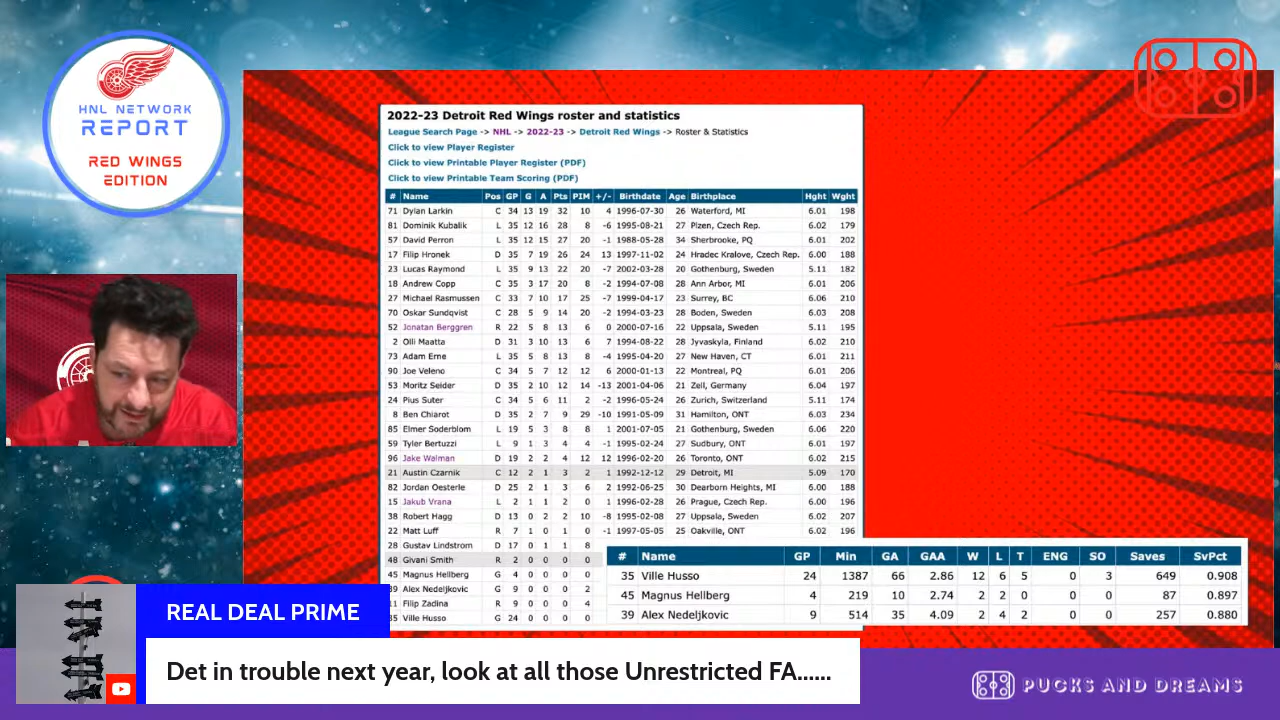 HNL NETWORK
REPORT
RED WINGS
EDITION
2022-23 Detroit Red Wings roster and statistics
League Search Page -> NHL -> 2022-23 -> Detroit Red Wings -> Roster & Statistics
Click to view Player Register
Click to view Printable Player Register (PDF)
Click to view Printable Team Scoring (PDF)
# Name Pos GP G A Pts PIM +/- Birthdate Age Birthplace Hght Wght
71 Dylan Larkin C 34 13 19 32 10 4 1996-07-30 26 Waterford, MI 6.01 198
81 Dominik Kubalik L 35 12 16 28 8 -6 1995-08-21 27 Plzen, Czech Rep. 6.02 179
57 David Perron L 35 12 15 27 20 -1 1988-05-28 34 Sherbrooke, PQ 6.01 202
17 Filip Hronek D 35 7 19 26 24 13 1997-11-02 24 Hradec Kralove, Czech Rep. 6.00 188
23 Lucas Raymond L 35 9 13 22 20 -7 2002-03-28 20 Gothenburg, Sweden 5.11 182
18 Andrew Copp C 35 3 17 20 8 -2 1994-07-08 28 Ann Arbor, MI 6.01 206
27 Michael Rasmussen C 33 7 10 17 25 -7 1999-04-17 23 Surrey, BC 6.06 210
70 Oskar Sundqvist C 28 5 9 14 20 -2 1994-03-23 28 Boden, Sweden 6.03 208
52 Jonatan Berggren R 22 5 8 13 6 0 2000-07-16 22 Uppsala, Sweden 5.11 195
2 Olli Maatta D 31 3 10 13 6 7 1994-08-22 28 Jyvaskyla, Finland 6.02 210
73 Adam Erne L 35 5 8 13 8 -4 1995-04-20 27 New Haven, CT 6.01 211
90 Joe Veleno C 34 5 7 12 12 6 2000-01-13 22 Montreal, PQ 6.01 206
53 Moritz Seider D 35 2 10 12 14 -13 2001-04-06 21 Zell, Germany 6.04 197
24 Pius Suter C 34 5 6 11 2 -2 1996-05-24 26 Zurich, Switzerland 5.11 174
8 Ben Chiarot D 35 2 7 9 29 -10 1991-05-09 31 Hamilton, ONT 6.03 234
85 Elmer Soderblom L 19 5 3 8 8 1 2001-07-05 21 Gothenburg, Sweden 6.06 220
59 Tyler Bertuzzi L 9 1 3 4 4 -1 1995-02-24 27 Sudbury, ONT 6.01 197
96 Jake Walman D 19 2 2 4 12 12 1996-02-20 26 Toronto, ONT 6.02 215
21 Austin Czarnik C 12 2 1 3 2 1 1992-12-12 29 Detroit, MI 5.09 170
82 Jordan Oesterle D 25 2 1 3 6 2 1992-06-25 30 Dearborn Heights, MI 6.00 188
15 Jakub Vrana L 2 1 1 2 0 1 1996-02-28 26 Prague, Czech Rep. 6.00 196
38 Robert Hagg D 13 0 2 2 10 -8 1995-02-08 27 Uppsala, Sweden 6.02 207
22 Matt Luff R 7 1 0 1 0 -1 1997-05-05 25 Oakville, ONT 6.02 196
28 Gustav Lindstrom D 17 0 1 1 8
48 Givani Smith R 2 0 0 0 0
45 Magnus Hellberg G 4 0 0 0 0
39 Alex Nedeljkovic G 9 0 0 0 2
11 Filip Zadina R 9 0 0 0 4
35 Ville Husso G 24 0 0 0 0
# Name GP Min GA GAA W L T ENG SO Saves SvPct
35 Ville Husso 24 1387 66 2.86 12 6 5 0 3 649 0.908
45 Magnus Hellberg 4 219 10 2.74 2 2 0 0 0 87 0.897
39 Alex Nedeljkovic 9 514 35 4.09 2 4 2 0 0 257 0.880
REAL DEAL PRIME
Det in trouble next year, look at all those Unrestricted FA......
PUCKS AND DREAMS